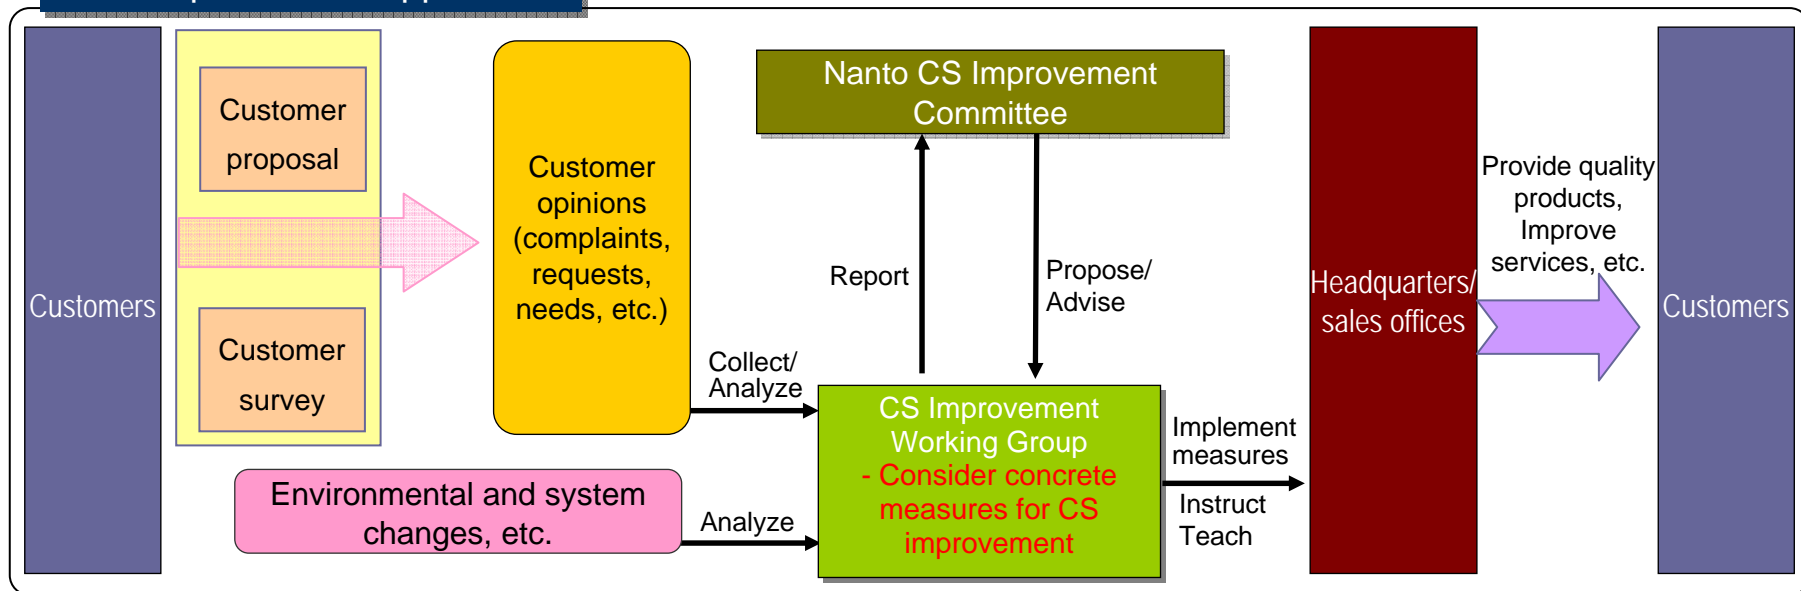 Customers
Customer
proposal
Customer
survey
Customer
opinions
(complaints,
requests,
needs, etc.)
Environmental and system
changes, etc.
Collect/
Analyze
Analyze
Nanto CS Improvement
Committee
Report
Propose/
Advise
CS Improvement
Working Group
- Consider concrete
measures for CS
improvement
Implement
measures
Instruct
Teach
Headquarters/
sales offices
Provide quality
products,
Improve
services, etc.
Customers